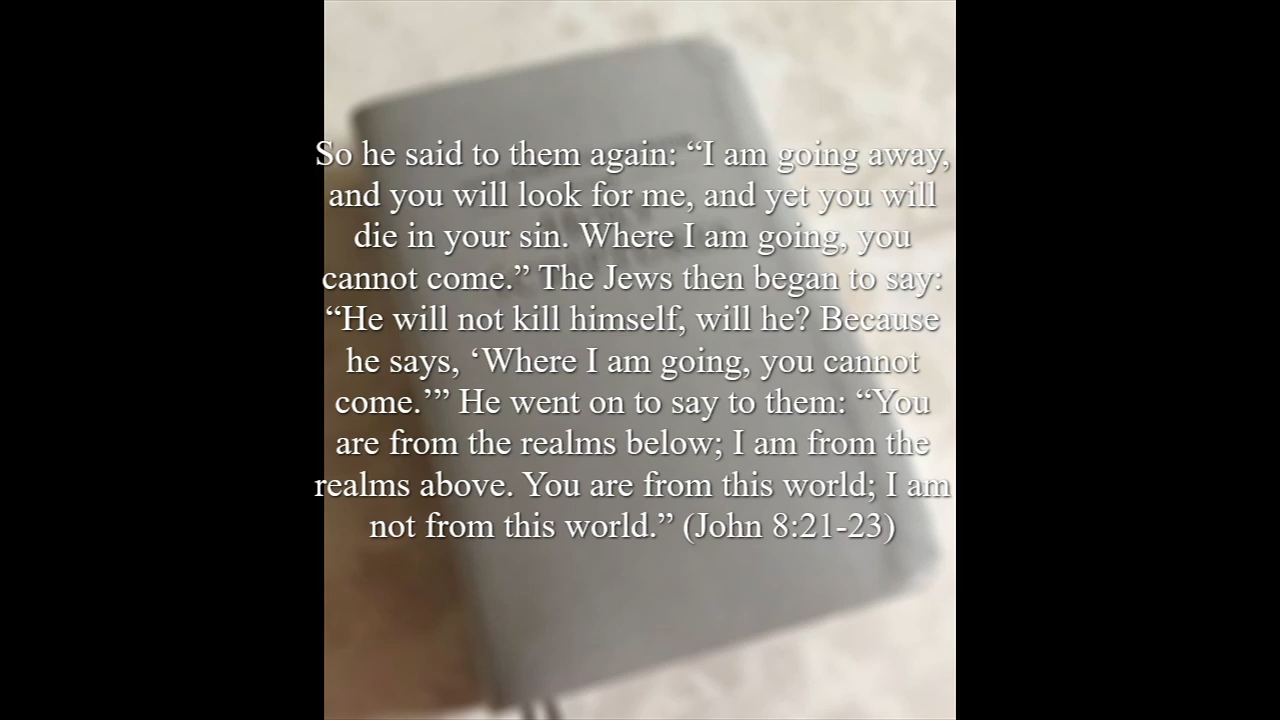 So he said to them again: “I am going away,
and you will look for me, and yet you will
die in your sin. Where I am going, you
cannot come.” The Jews then began to say:
“He will not kill himself, will he? Because
he says, ‘Where I am going, you cannot
come.’” He went on to say to them: “You
are from the realms below; I am from the
realms above. You are from this world; I am
not from this world.” (John 8:21-23)